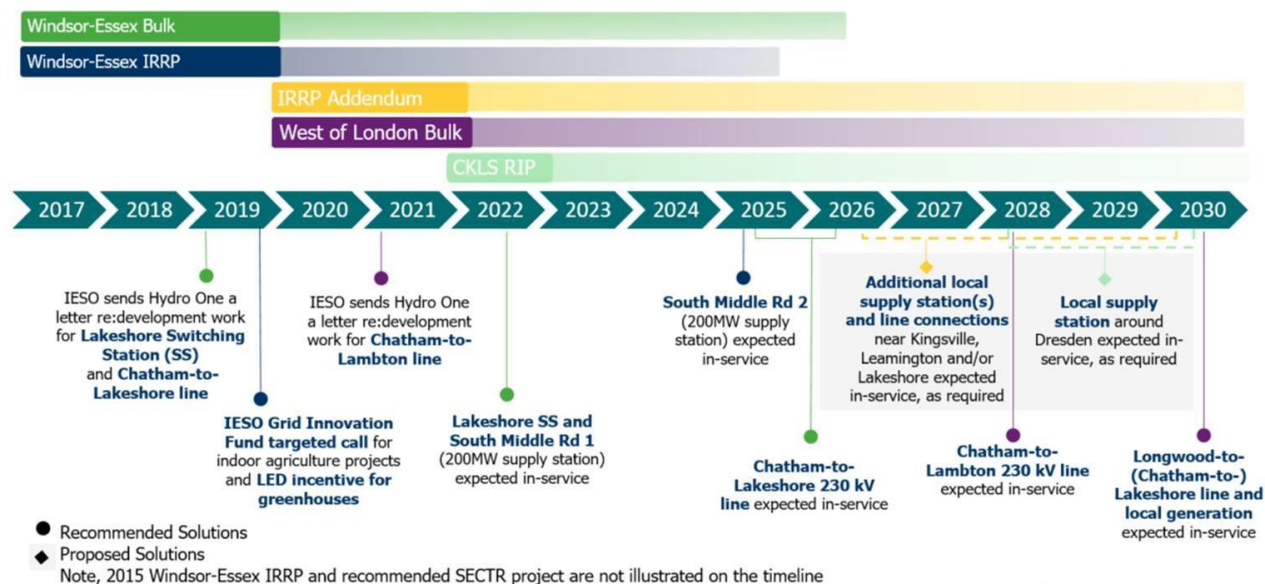 Windsor-Essex Bulk
Windsor-Essex IRRP
IRRP Addendum
West of London Bulk
CKLS RIP
2017 2018 2019 2020 2021 2022 2023 2024 2025 2026 2027 2028 2029 2030
IESO sends Hydro One a
letter re:development work
for Lakeshore Switching
Station (SS)
and Chatham-to-
Lakeshore line
IESO Grid Innovation
Fund targeted call for
indoor agriculture projects
and LED incentive for
greenhouses
IESO sends Hydro One
a letter re:development
work for Chatham-to-
Lambton line
Lakeshore SS and
South Middle Rd 1
(200MW supply station)
expected in-service
South Middle Rd 2
(200MW supply
station) expected
in-service
Chatham-to-
Lakeshore 230 kV
line expected in-service
Additional local
supply station(s)
and line connections
near Kingsville,
Leamington and/or
Lakeshore expected
in-service, as required
Chatham-to-
Lambton 230 kV line
expected in-service
Local supply
station around
Dresden expected in-
service, as required
Longwood-to-
(Chatham-to-)
Lakeshore line and
local generation
expected in-service
Recommended Solutions
Proposed Solutions
Note, 2015 Windsor-Essex IRRP and recommended SECTR project are not illustrated on the timeline